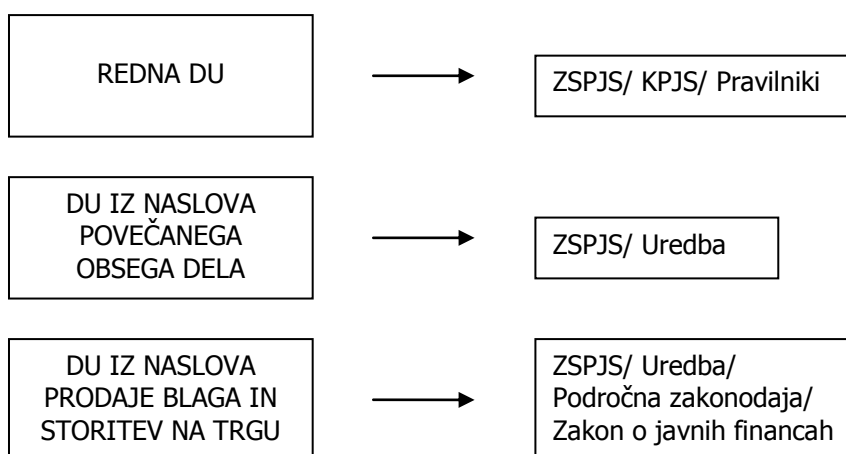 REDNA DU
ZSPJS/ KPJS/ Pravilniki
DU IZ NASLOVA
POVEČANEGA
OBSEGA DELA
ZSPJS/ Uredba
DU IZ NASLOVA
PRODAJE BLAGA IN
STORITEV NA TRGU
ZSPJS/ Uredba/
Področna zakonodaja/
Zakon o javnih financah